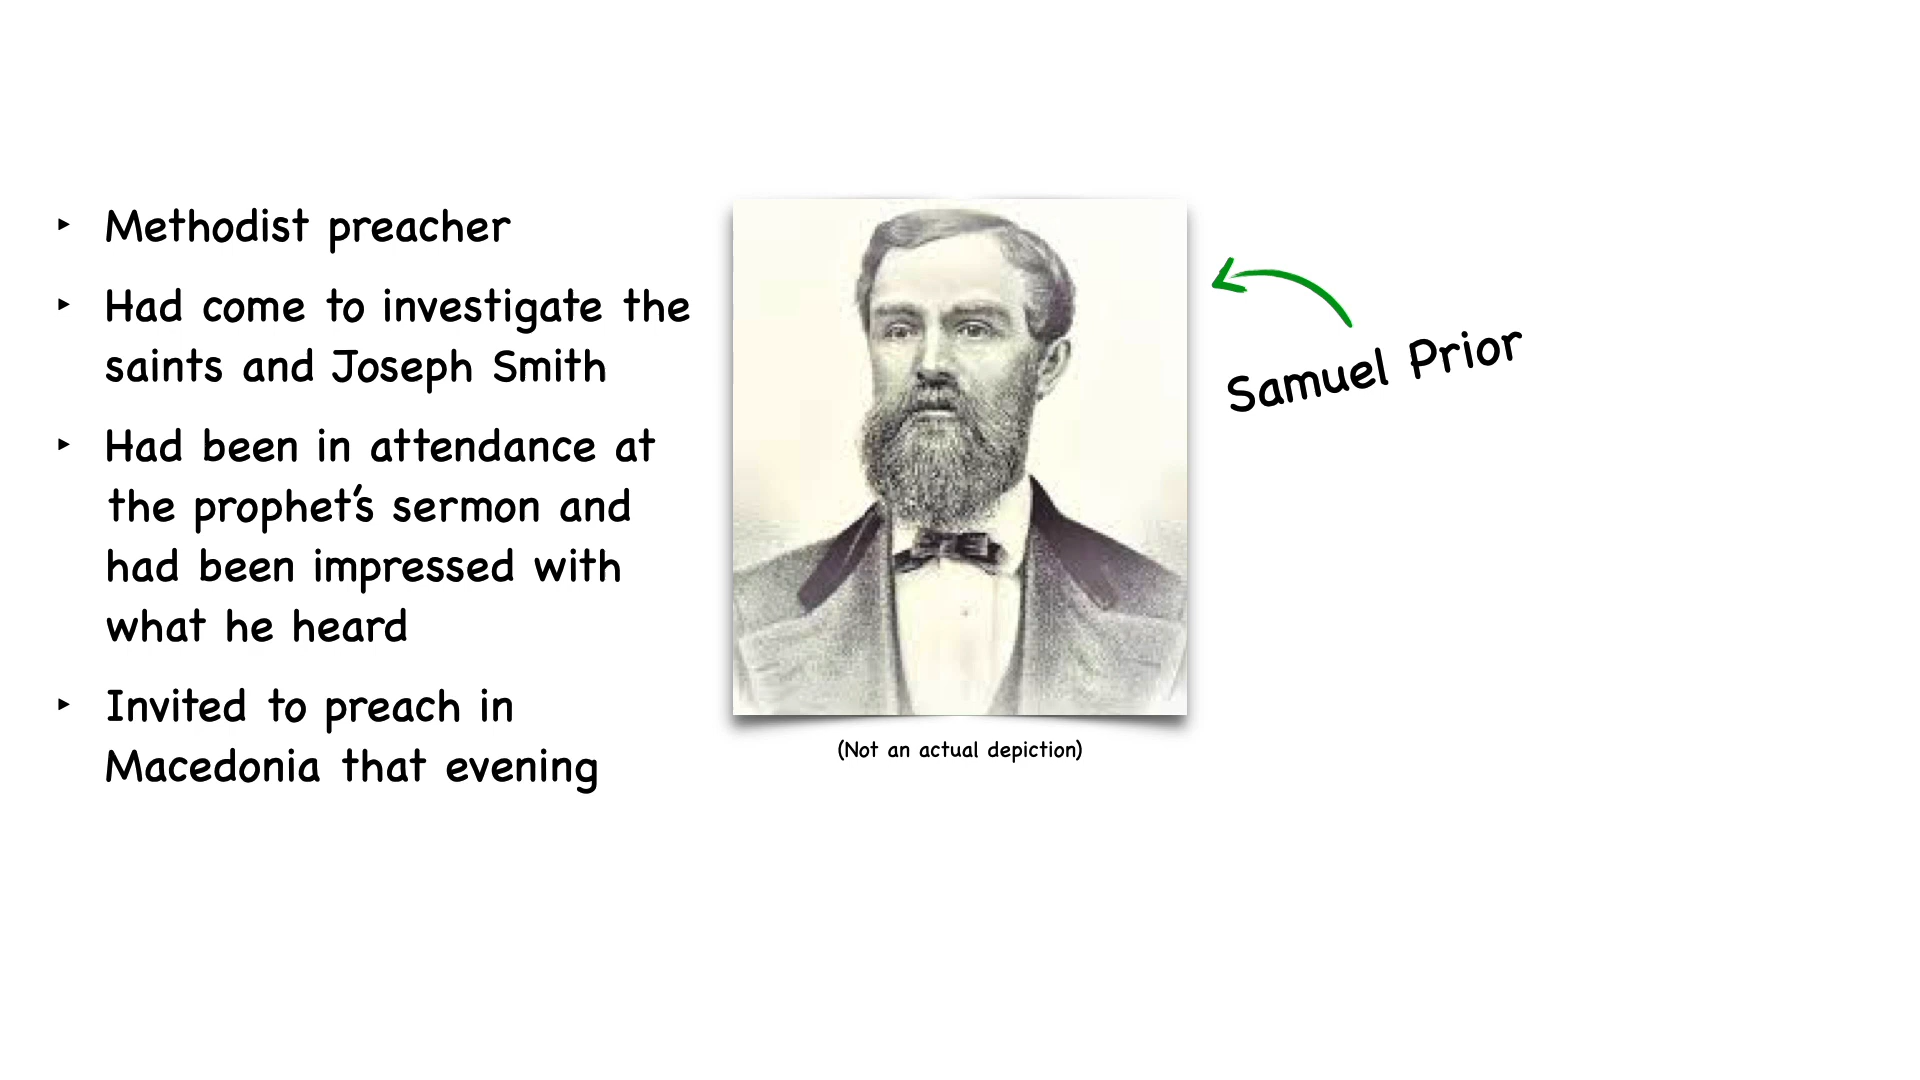 ‣ Methodist preacher
‣ Had come to investigate the
saints and Joseph Smith
‣ Had been in attendance at
the prophet’s sermon and
had been impressed with
what he heard
‣ Invited to preach in
Macedonia that evening
Samuel Prior
(Not an actual depiction)